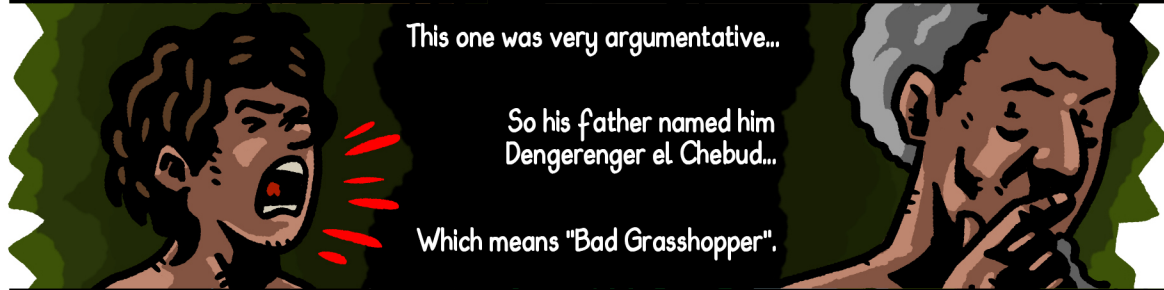 This one was very argumentative...
So his father named him
Dengerenger el Chebud...
Which means "Bad Grasshopper".